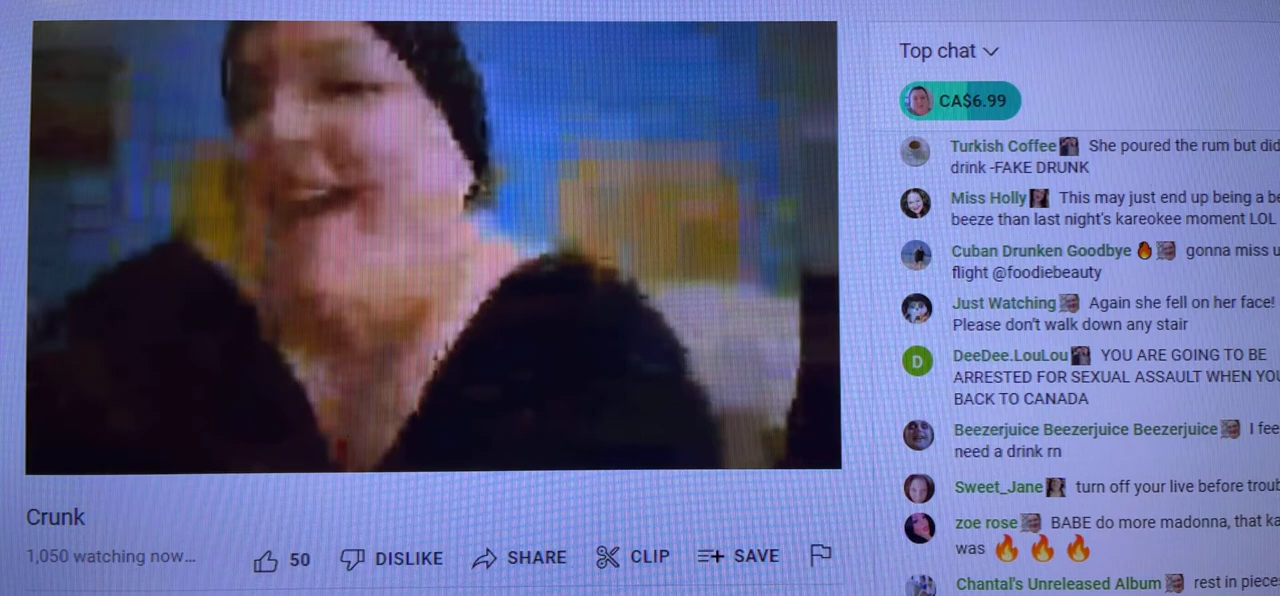 Top chat
CA$6.99
Turkish Coffee She poured the rum but did
drink -FAKE DRUNK
Miss Holly This may just end up being a be
beeze than last night's kareokee moment LOL
Cuban Drunken Goodbye 🔥 gonna miss u
flight @foodiebeauty
Just Watching Again she fell on her face!
Please don't walk down any stair
D
DeeDee.LouLou YOU ARE GOING TO BE
ARRESTED FOR SEXUAL ASSAULT WHEN YOU
BACK TO CANADA
Beezerjuice Beezerjuice Beezerjuice I fee
need a drink rn
Sweet_Jane turn off your live before troub
zoe rose BABE do more madonna, that ka
was 🔥 🔥 🔥
Chantal's Unreleased Album rest in piece
Crunk
1,050 watching now...
50 DISLIKE SHARE CLIP SAVE